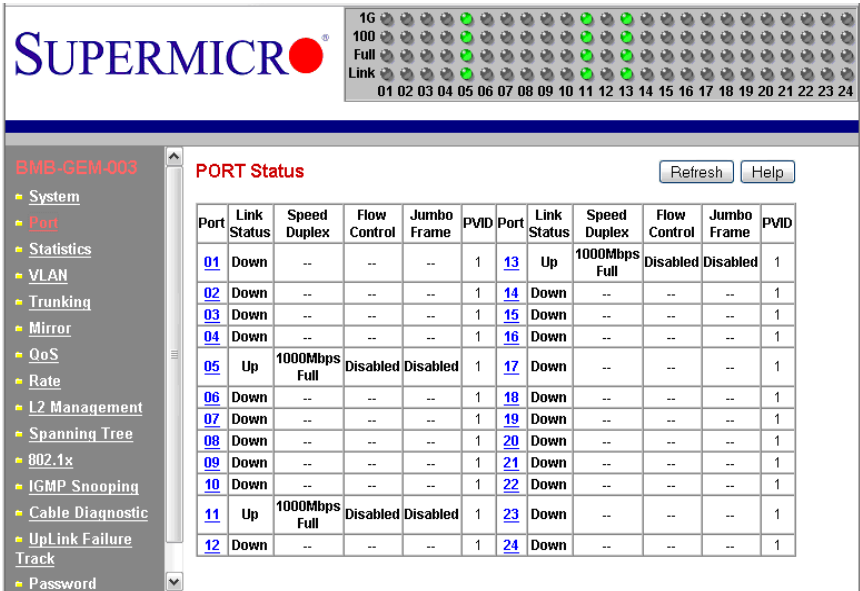 SUPERMICRO®
1G
100
Full
Link
01 02 03 04 05 06 07 08 09 10 11 12 13 14 15 16 17 18 19 20 21 22 23 24
BMB-GEM-003
System
Port
Statistics
VLAN
Trunking
Mirror
QoS
Rate
L2 Management
Spanning Tree
802.1x
IGMP Snooping
Cable Diagnostic
UpLink Failure
Track
Password
PORT Status
Refresh
Help
Port Link Status Speed Duplex Flow Control Jumbo Frame PVID Port Link Status Speed Duplex Flow Control Jumbo Frame PVID
01 Down -- -- -- 1 13 Up 1000Mbps Full Disabled Disabled 1
02 Down -- -- -- 1 14 Down -- -- -- 1
03 Down -- -- -- 1 15 Down -- -- -- 1
04 Down -- -- -- 1 16 Down -- -- -- 1
05 Up 1000Mbps Full Disabled Disabled 1 17 Down -- -- -- 1
06 Down -- -- -- 1 18 Down -- -- -- 1
07 Down -- -- -- 1 19 Down -- -- -- 1
08 Down -- -- -- 1 20 Down -- -- -- 1
09 Down -- -- -- 1 21 Down -- -- -- 1
10 Down -- -- -- 1 22 Down -- -- -- 1
11 Up 1000Mbps Full Disabled Disabled 1 23 Down -- -- -- 1
12 Down -- -- -- 1 24 Down -- -- -- 1